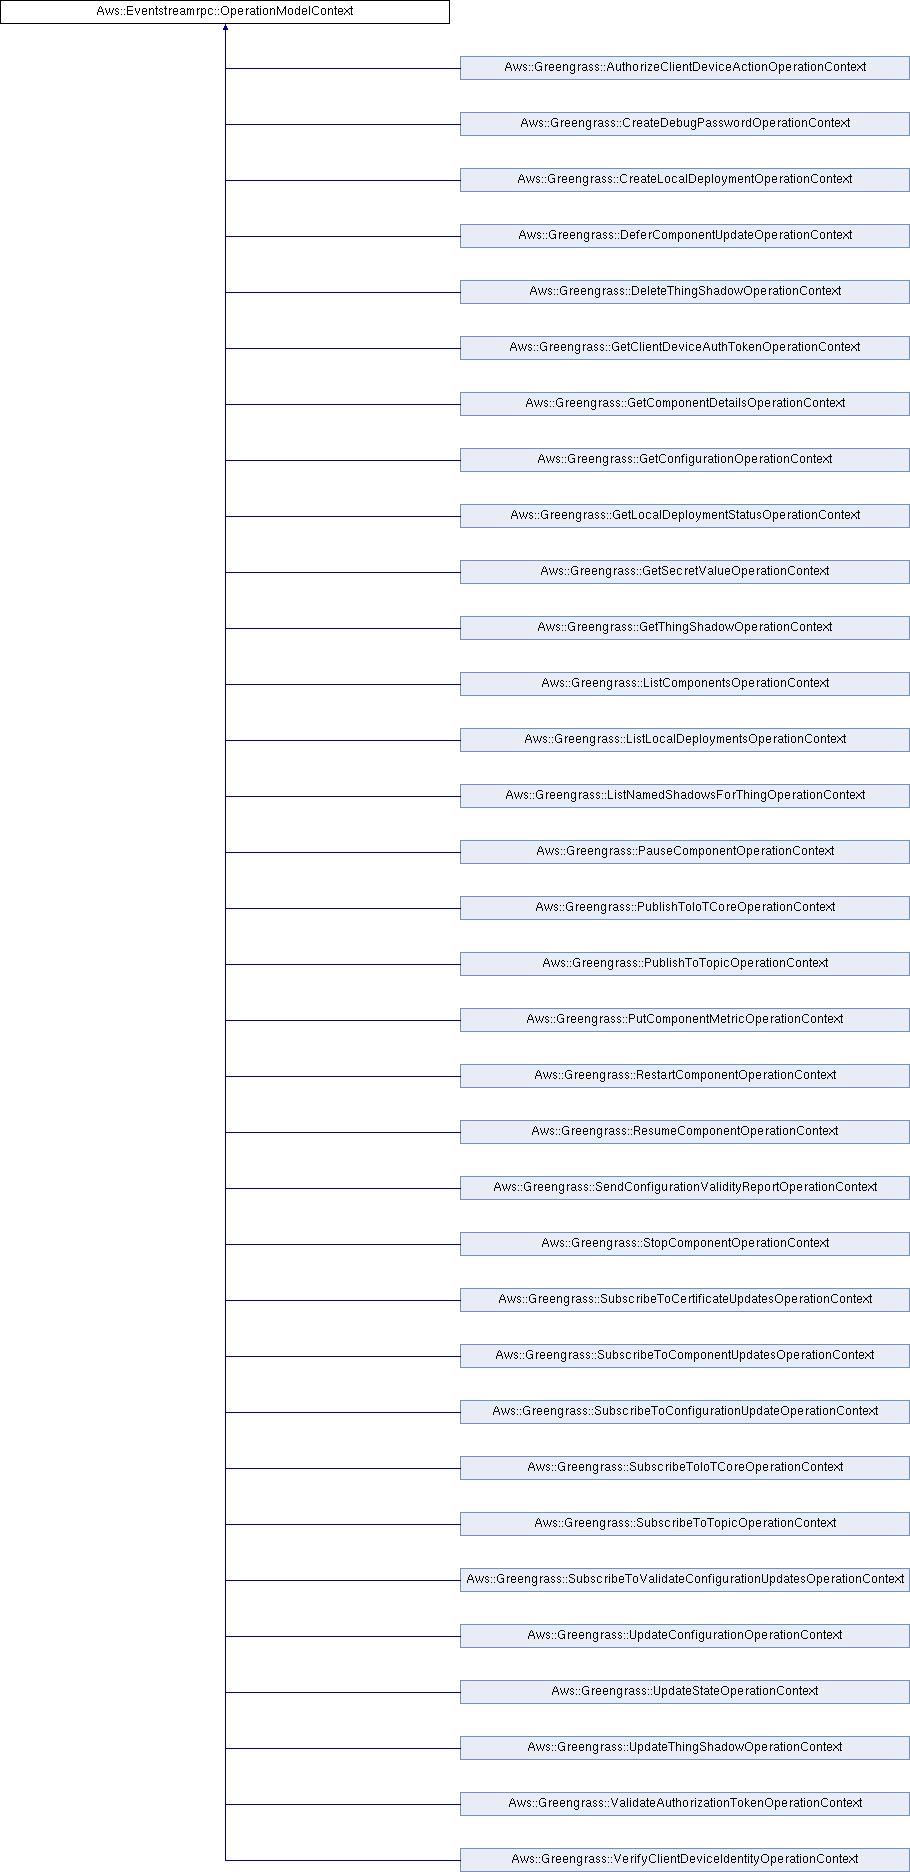 Aws::Eventstreamrpc::OperationModelContext
Aws::Greengrass::AuthorizeClientDeviceActionOperationContext
Aws::Greengrass::CreateDebugPasswordOperationContext
Aws::Greengrass::CreateLocalDeploymentOperationContext
Aws::Greengrass::DeferComponentUpdateOperationContext
Aws::Greengrass::DeleteThingShadowOperationContext
Aws::Greengrass::GetClientDeviceAuthTokenOperationContext
Aws::Greengrass::GetComponentDetailsOperationContext
Aws::Greengrass::GetConfigurationOperationContext
Aws::Greengrass::GetLocalDeploymentStatusOperationContext
Aws::Greengrass::GetSecretValueOperationContext
Aws::Greengrass::GetThingShadowOperationContext
Aws::Greengrass::ListComponentsOperationContext
Aws::Greengrass::ListLocalDeploymentsOperationContext
Aws::Greengrass::ListNamedShadowsForThingOperationContext
Aws::Greengrass::PauseComponentOperationContext
Aws::Greengrass::PublishToIoTCoreOperationContext
Aws::Greengrass::PublishToTopicOperationContext
Aws::Greengrass::PutComponentMetricOperationContext
Aws::Greengrass::RestartComponentOperationContext
Aws::Greengrass::ResumeComponentOperationContext
Aws::Greengrass::SendConfigurationValidityReportOperationContext
Aws::Greengrass::StopComponentOperationContext
Aws::Greengrass::SubscribeToCertificateUpdatesOperationContext
Aws::Greengrass::SubscribeToComponentUpdatesOperationContext
Aws::Greengrass::SubscribeToConfigurationUpdateOperationContext
Aws::Greengrass::SubscribeToIoTCoreOperationContext
Aws::Greengrass::SubscribeToTopicOperationContext
Aws::Greengrass::SubscribeToValidateConfigurationUpdatesOperationContext
Aws::Greengrass::UpdateConfigurationOperationContext
Aws::Greengrass::UpdateStateOperationContext
Aws::Greengrass::UpdateThingShadowOperationContext
Aws::Greengrass::ValidateAuthorizationTokenOperationContext
Aws::Greengrass::VerifyClientDeviceIdentityOperationContext